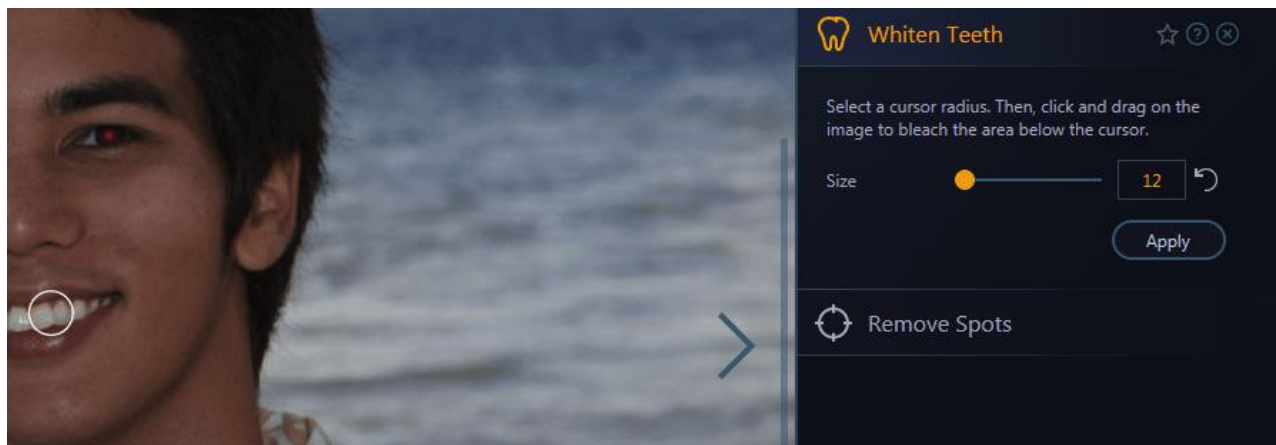 Whiten Teeth
Select a cursor radius. Then, click and drag on the
image to bleach the area below the cursor.
Size
12
Apply
Remove Spots